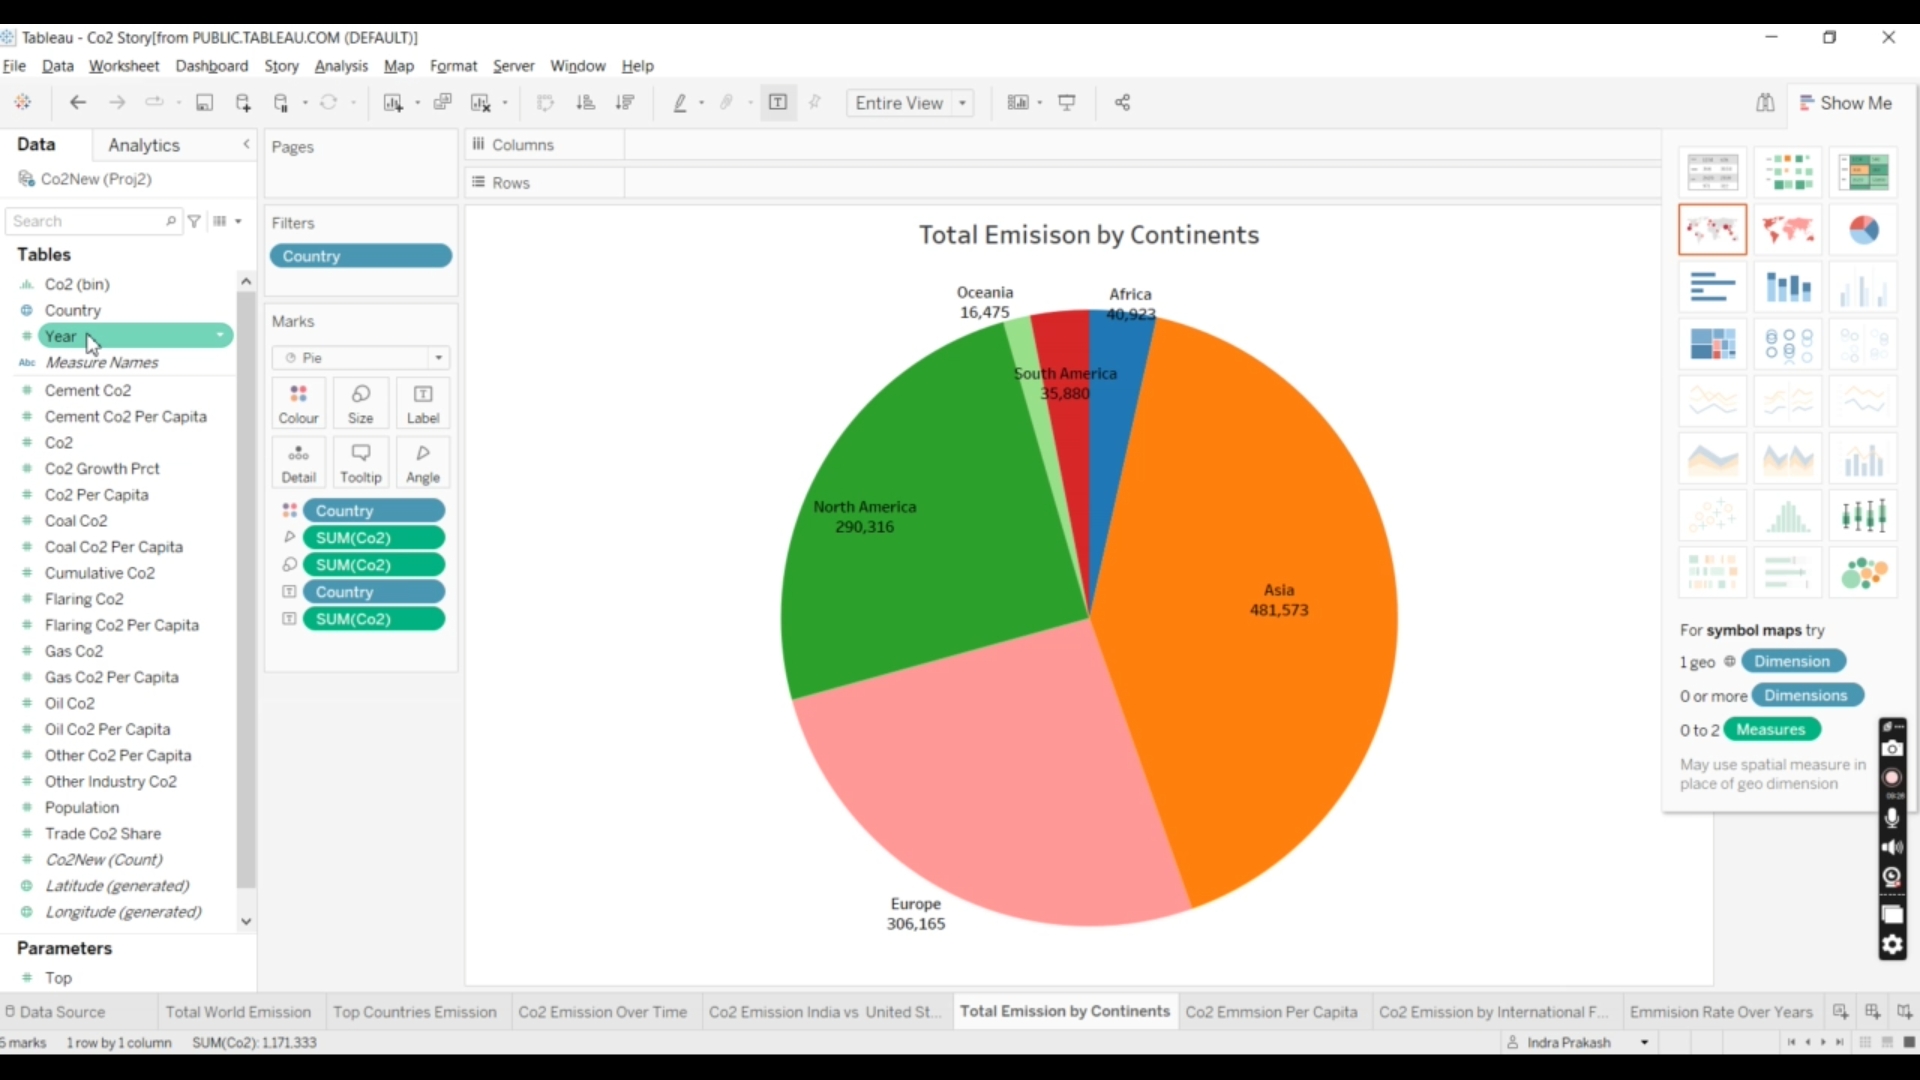 Tableau - Co2 Story[from PUBLIC.TABLEAU.COM (DEFAULT)]
File Data Worksheet Dashboard Story Analysis Map Format Server Window Help
Entire View
Show Me
Data Analytics
Co2New (Proj2)
Search
Tables
Co2 (bin)
Country
Year
Abc Measure Names
Cement Co2
Cement Co2 Per Capita
Co2
Co2 Growth Prct
Co2 Per Capita
Coal Co2
Coal Co2 Per Capita
Cumulative Co2
Flaring Co2
Flaring Co2 Per Capita
Gas Co2
Gas Co2 Per Capita
Oil Co2
Oil Co2 Per Capita
Other Co2 Per Capita
Other Industry Co2
Population
Trade Co2 Share
Co2New (Count)
Latitude (generated)
Longitude (generated)
Parameters
Top
Pages
Filters
Country
Marks
Pie
Colour Size Label
Detail Tooltip Angle
Country
SUM(Co2)
SUM(Co2)
Country
SUM(Co2)
Columns
Rows
Total Emisison by Continents
Oceania
16,475
Africa
40,923
South America
35,880
North America
290,316
Asia
481,573
Europe
306,165
For symbol maps try
1 geo Dimension
0 or more Dimensions
0 to 2 Measures
May use spatial measure in
place of geo dimension
Data Source Total World Emission Top Countries Emission Co2 Emission Over Time Co2 Emission India vs United St... Total Emission by Continents Co2 Emmsion Per Capita Co2 Emission by International F... Emmision Rate Over Years
marks 1 row by 1 column SUM(Co2): 1,171,333
Indra Prakash